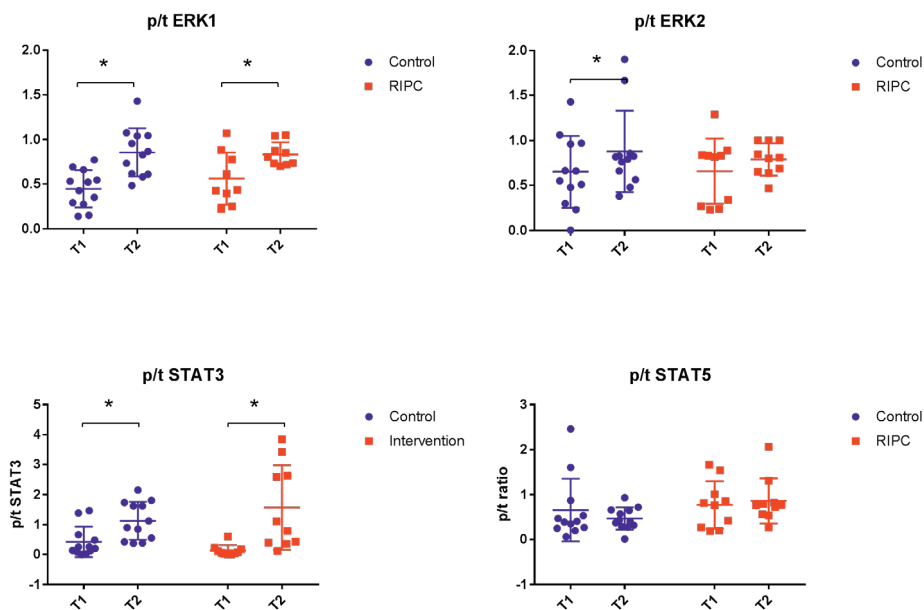 p/t ERK1
2.0
1.5
1.0
0.5
0.0
*
*
T1
T2
T1
T2
Control
RIPC
p/t ERK2
2.0
1.5
1.0
0.5
0.0
*
T1
T2
T1
T2
Control
RIPC
p/t STAT3
p/t STAT3
5
4
3
2
1
0
-1
*
*
T1
T2
T1
T2
Control
Intervention
p/t STAT5
p/t ratio
3
2
1
0
-1
T1
T2
T1
T2
Control
RIPC